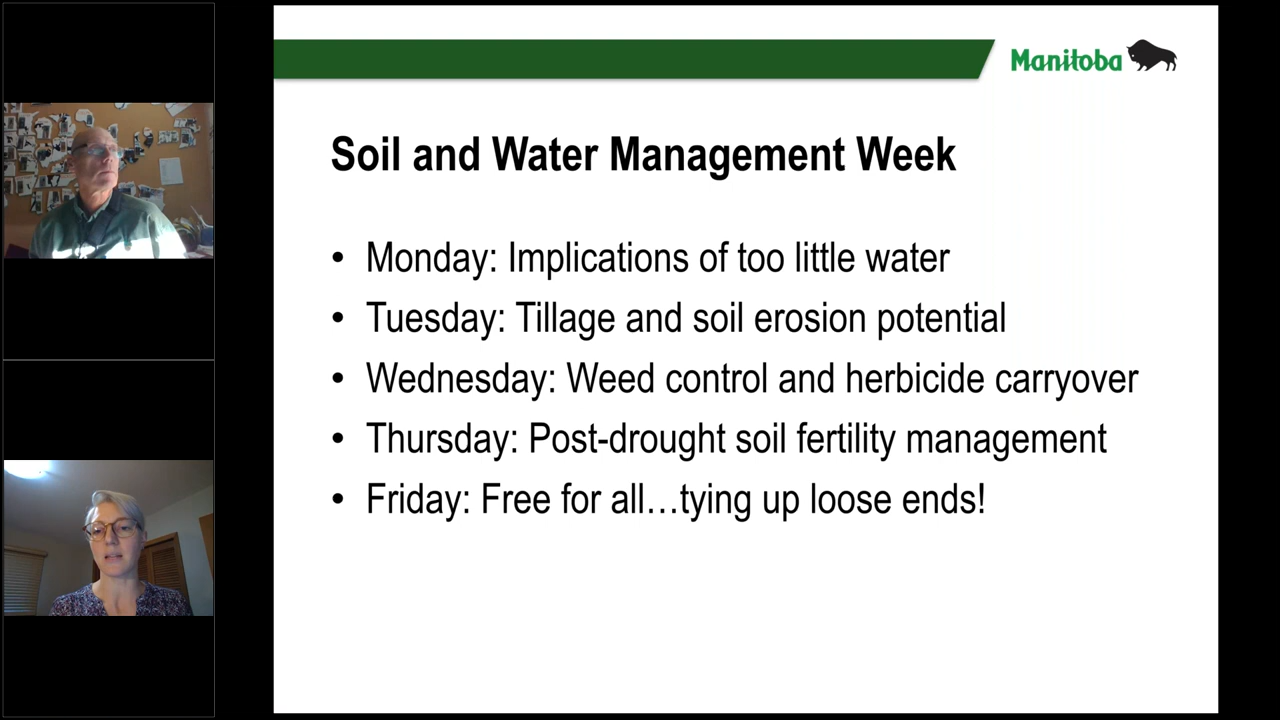 Manitoba
Soil and Water Management Week
• Monday: Implications of too little water
• Tuesday: Tillage and soil erosion potential
• Wednesday: Weed control and herbicide carryover
• Thursday: Post-drought soil fertility management
• Friday: Free for all…tying up loose ends!